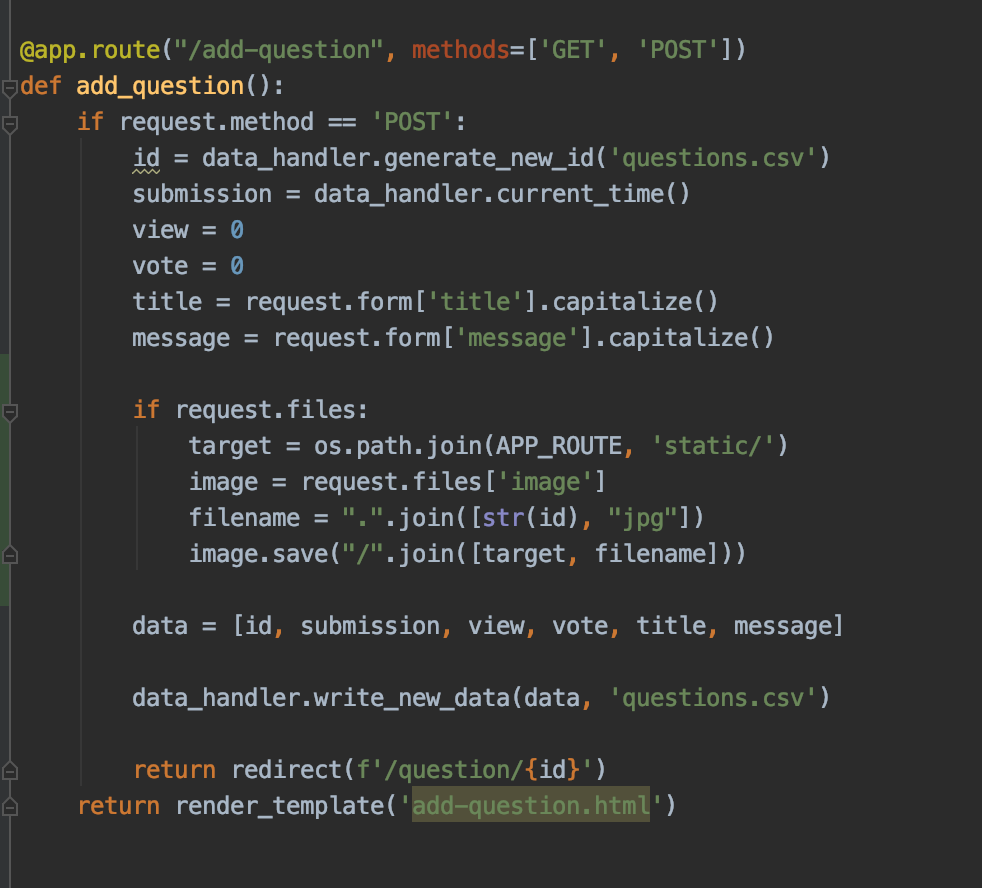 @app.route("/add-question", methods=['GET', 'POST'])
def add_question():
    if request.method == 'POST':
        id = data_handler.generate_new_id('questions.csv')
        submission = data_handler.current_time()
        view = 0
        vote = 0
        title = request.form['title'].capitalize()
        message = request.form['message'].capitalize()

        if request.files:
            target = os.path.join(APP_ROUTE, 'static/')
            image = request.files['image']
            filename = ".".join([str(id), "jpg"])
            image.save("/".join([target, filename]))

        data = [id, submission, view, vote, title, message]

        data_handler.write_new_data(data, 'questions.csv')

        return redirect(f'/question/{id}')
    return render_template('add-question.html')